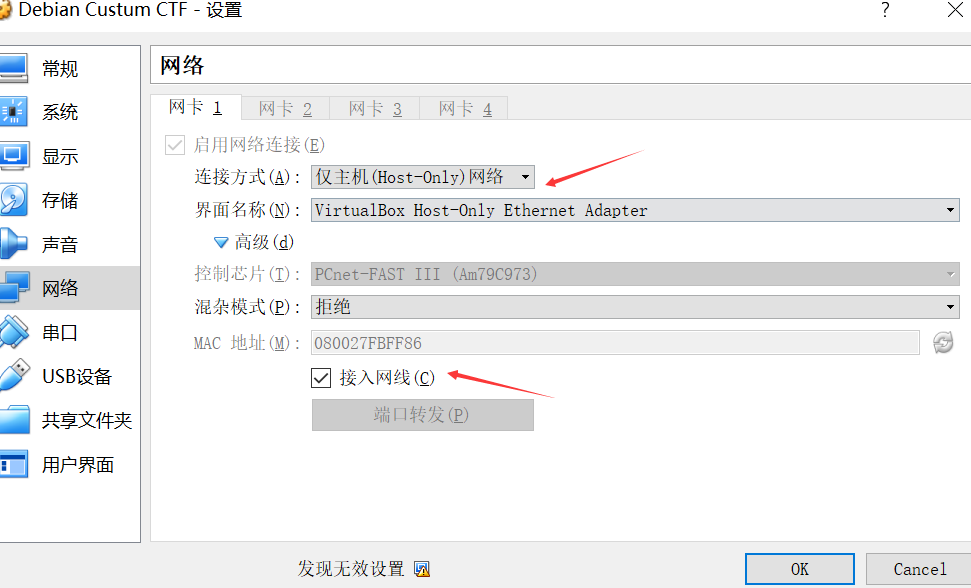 Debian Custum CTF - 设置
?
常规
系统
显示
存储
声音
网络
串口
USB设备
共享文件夹
用户界面
网络
网卡 1 网卡 2 网卡 3 网卡 4
启用网络连接(E)
连接方式(A): 仅主机(Host-Only)网络
界面名称(N): VirtualBox Host-Only Ethernet Adapter
高级(d)
控制芯片(T): PCnet-FAST III (Am79C973)
混杂模式(P): 拒绝
MAC 地址(M): 080027FBFF86
接入网线(C)
端口转发(P)
发现无效设置
OK Cancel